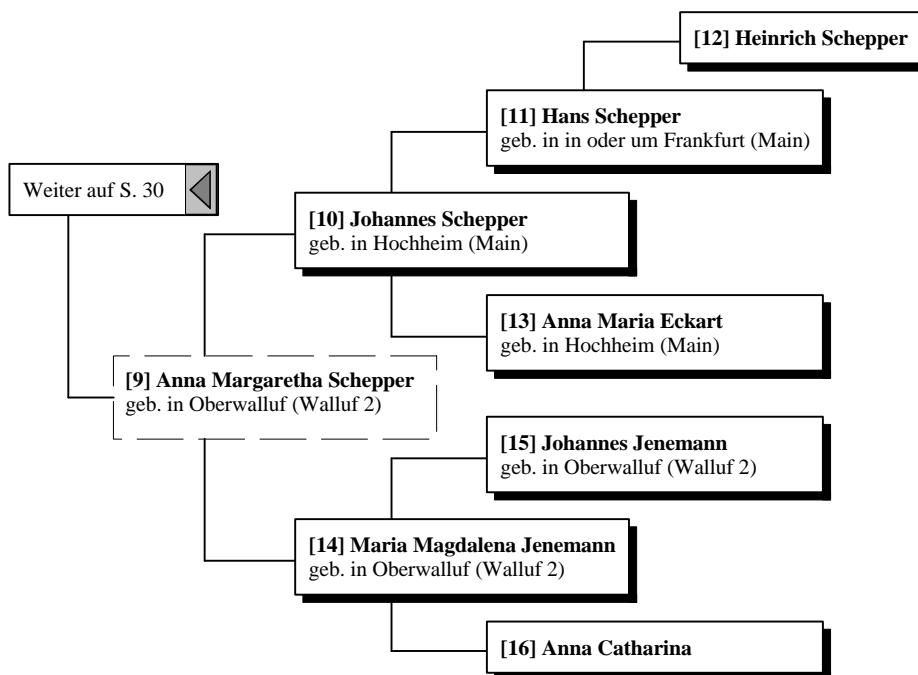 [12] Heinrich Schepper
[11] Hans Schepper
geb. in in oder um Frankfurt (Main)
Weiter auf S. 30
[10] Johannes Schepper
geb. in Hochheim (Main)
[13] Anna Maria Eckart
geb. in Hochheim (Main)
[9] Anna Margaretha Schepper
geb. in Oberwalluf (Walluf 2)
[15] Johannes Jenemann
geb. in Oberwalluf (Walluf 2)
[14] Maria Magdalena Jenemann
geb. in Oberwalluf (Walluf 2)
[16] Anna Catharina